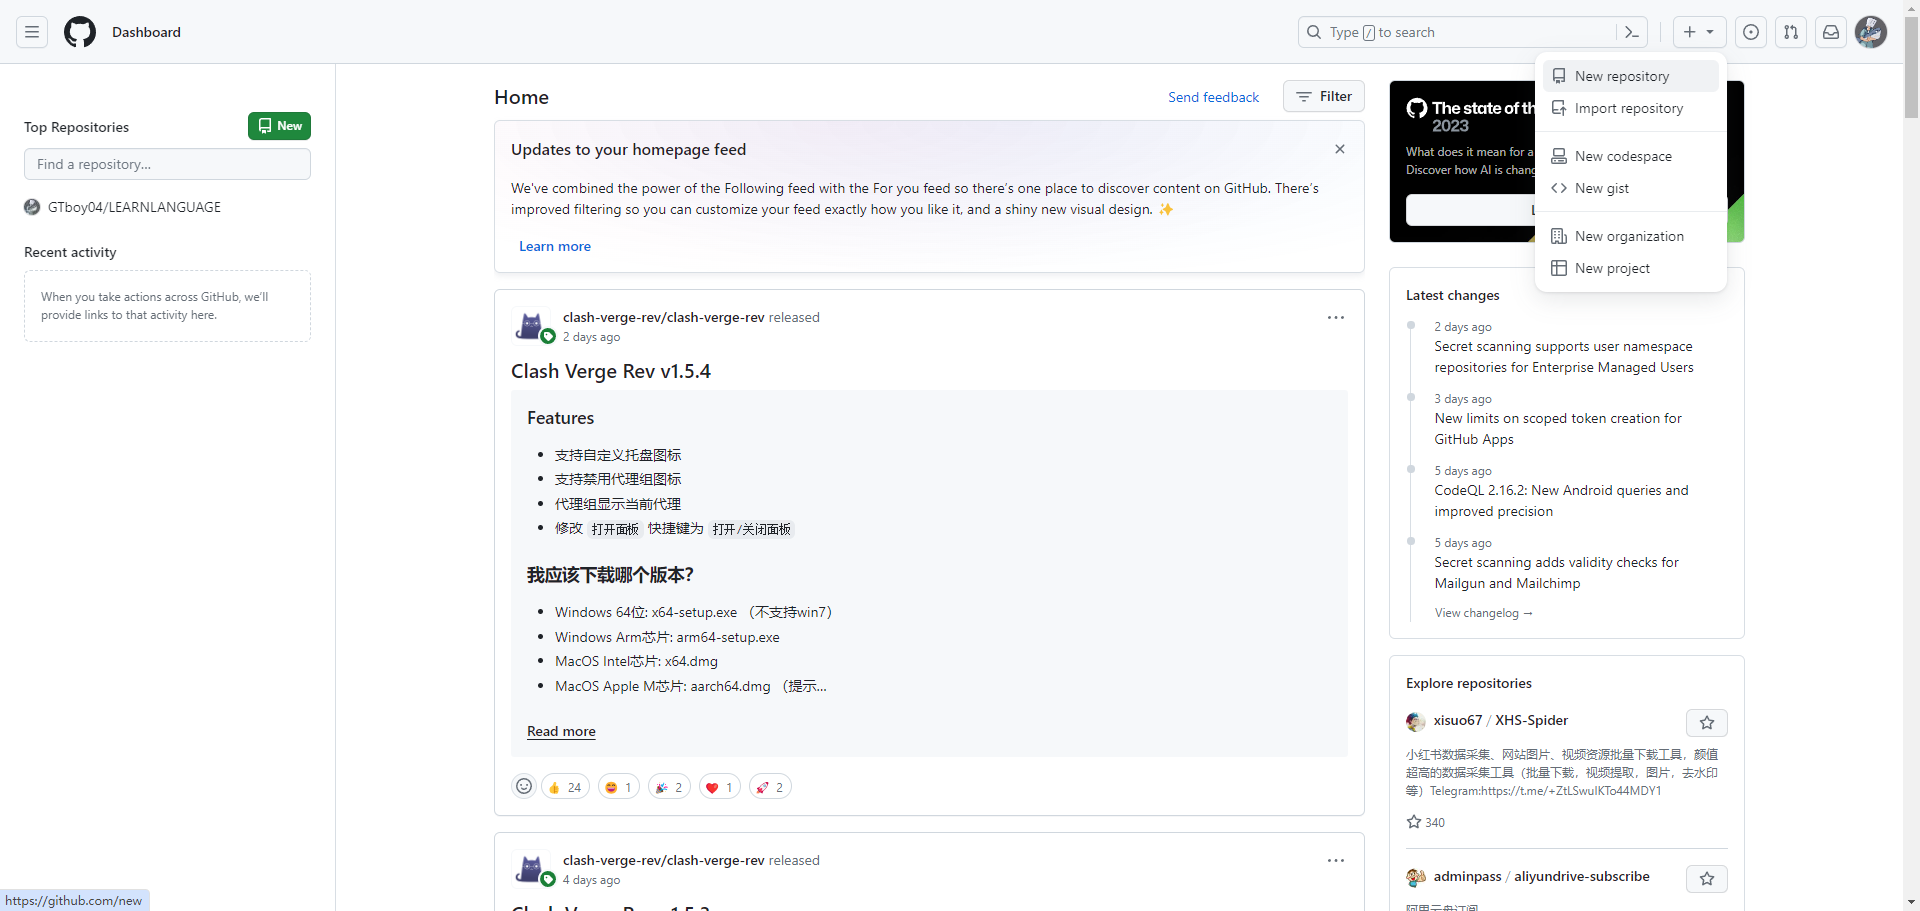 Dashboard
Type / to search
Top Repositories
New
Find a repository...
GTboy04/LEARNLANGUAGE
Recent activity
When you take actions across GitHub, we'll
provide links to that activity here.
Home
Send feedback
Filter
Updates to your homepage feed
We've combined the power of the Following feed with the For you feed so there's one place to discover content on GitHub. There's
improved filtering so you can customize your feed exactly how you like it, and a shiny new visual design. ✨
Learn more
clash-verge-rev/clash-verge-rev released
2 days ago
Clash Verge Rev v1.5.4
Features
支持自定义托盘图标
支持禁用代理组图标
代理组显示当前代理
修改 打开面板 快捷键为 打开/关闭面板
我应该下载哪个版本?
Windows 64位: x64-setup.exe （不支持win7）
Windows Arm芯片: arm64-setup.exe
MacOS Intel芯片: x64.dmg
MacOS Apple M芯片: aarch64.dmg （提示...
Read more
👍 24 😄 1 🎉 2 ❤️ 1 🚀 2
clash-verge-rev/clash-verge-rev released
4 days ago
New repository
Import repository
New codespace
New gist
New organization
New project
The state of th
2023
What does it mean for a
Discover how AI is chang
Latest changes
2 days ago
Secret scanning supports user namespace
repositories for Enterprise Managed Users
3 days ago
New limits on scoped token creation for
GitHub Apps
5 days ago
CodeQL 2.16.2: New Android queries and
improved precision
5 days ago
Secret scanning adds validity checks for
Mailgun and Mailchimp
View changelog →
Explore repositories
xisuo67 / XHS-Spider
小红书数据采集、网站图片、视频资源批量下载工具，颜值
超高的数据采集工具（批量下载，视频提取，图片，去水印
等）Telegram:https://t.me/+ZtLSwulKTo44MDY1
340
adminpass / aliyundrive-subscribe
阿里云盘订阅
https://github.com/new